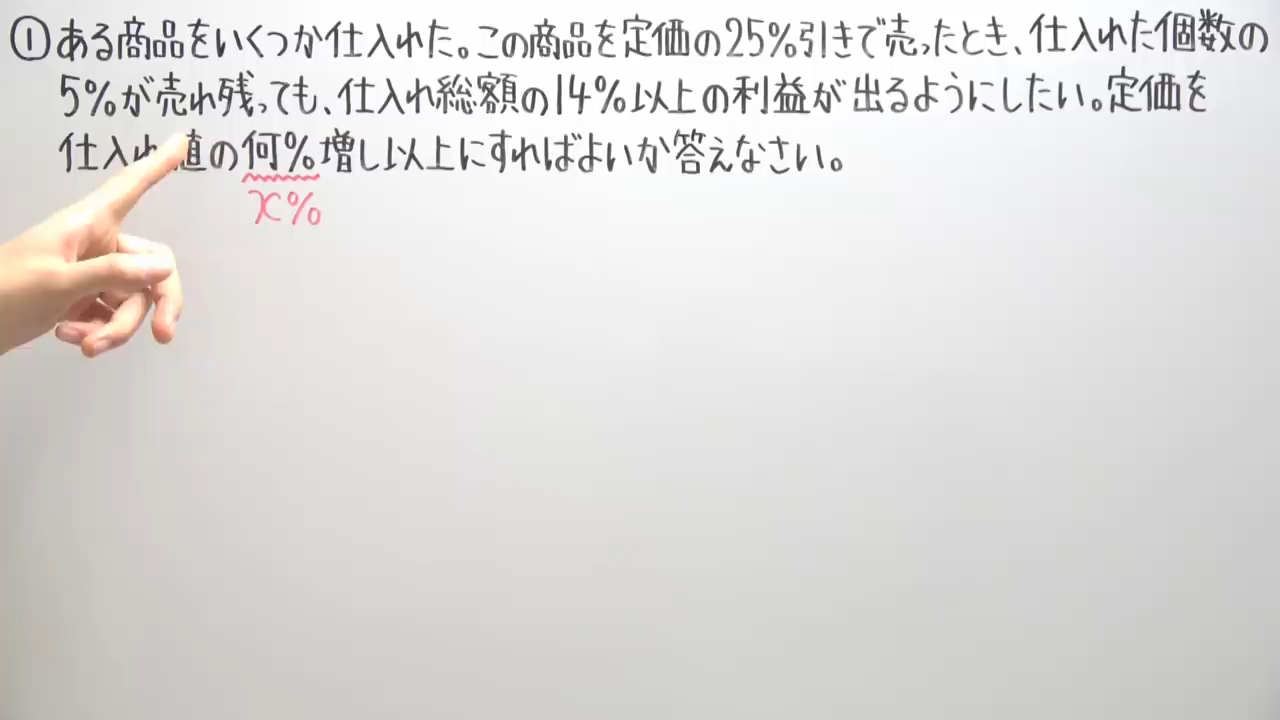 ①ある商品をいくつか仕入れた。この商品を定価の25%引きで売ったとき、仕入れた個数の
5%が売れ残っても、仕入れ総額の14%以上の利益が出るようにしたい。定価を
仕入れ値の何%増し以上にすればよいか答えなさい。
x%